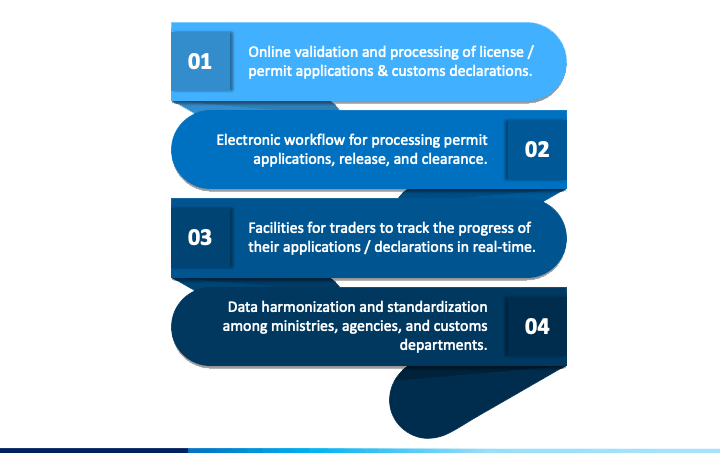 01
Online validation and processing of license /
permit applications & customs declarations.
Electronic workflow for processing permit
applications, release, and clearance.
02
03
Facilities for traders to track the progress of
their applications / declarations in real-time.
Data harmonization and standardization
among ministries, agencies, and customs
departments.
04